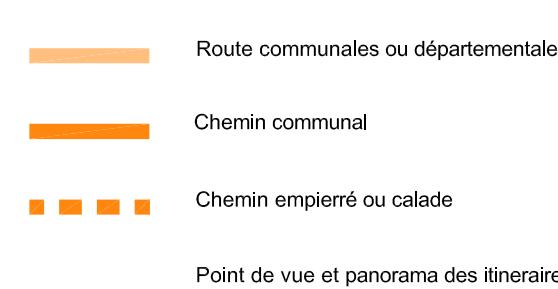 Route communales ou départementale
Chemin communal
Chemin empierré ou calade
Point de vue et panorama des itineraire